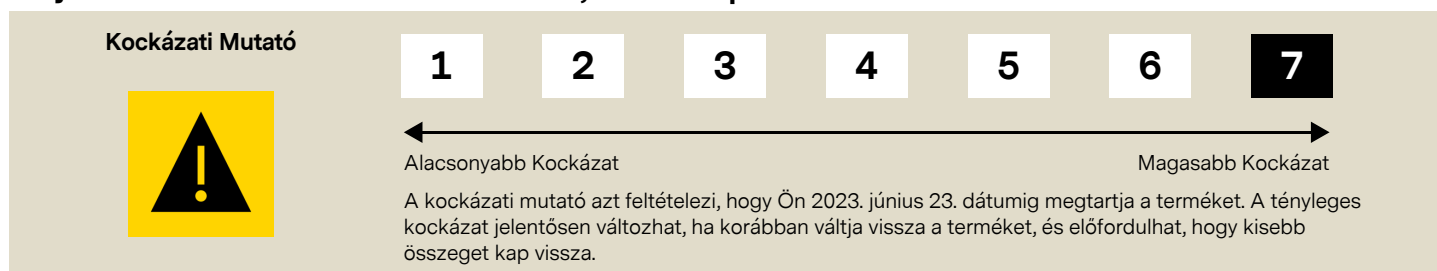 Kockázati Mutató
1 2 3 4 5 6 7
Alacsonyabb Kockázat Magasabb Kockázat
A kockázati mutató azt feltételezi, hogy Ön 2023. június 23. dátumig megtartja a terméket. A tényleges
kockázat jelentősen változhat, ha korábban váltja vissza a terméket, és előfordulhat, hogy kisebb
összeget kap vissza.